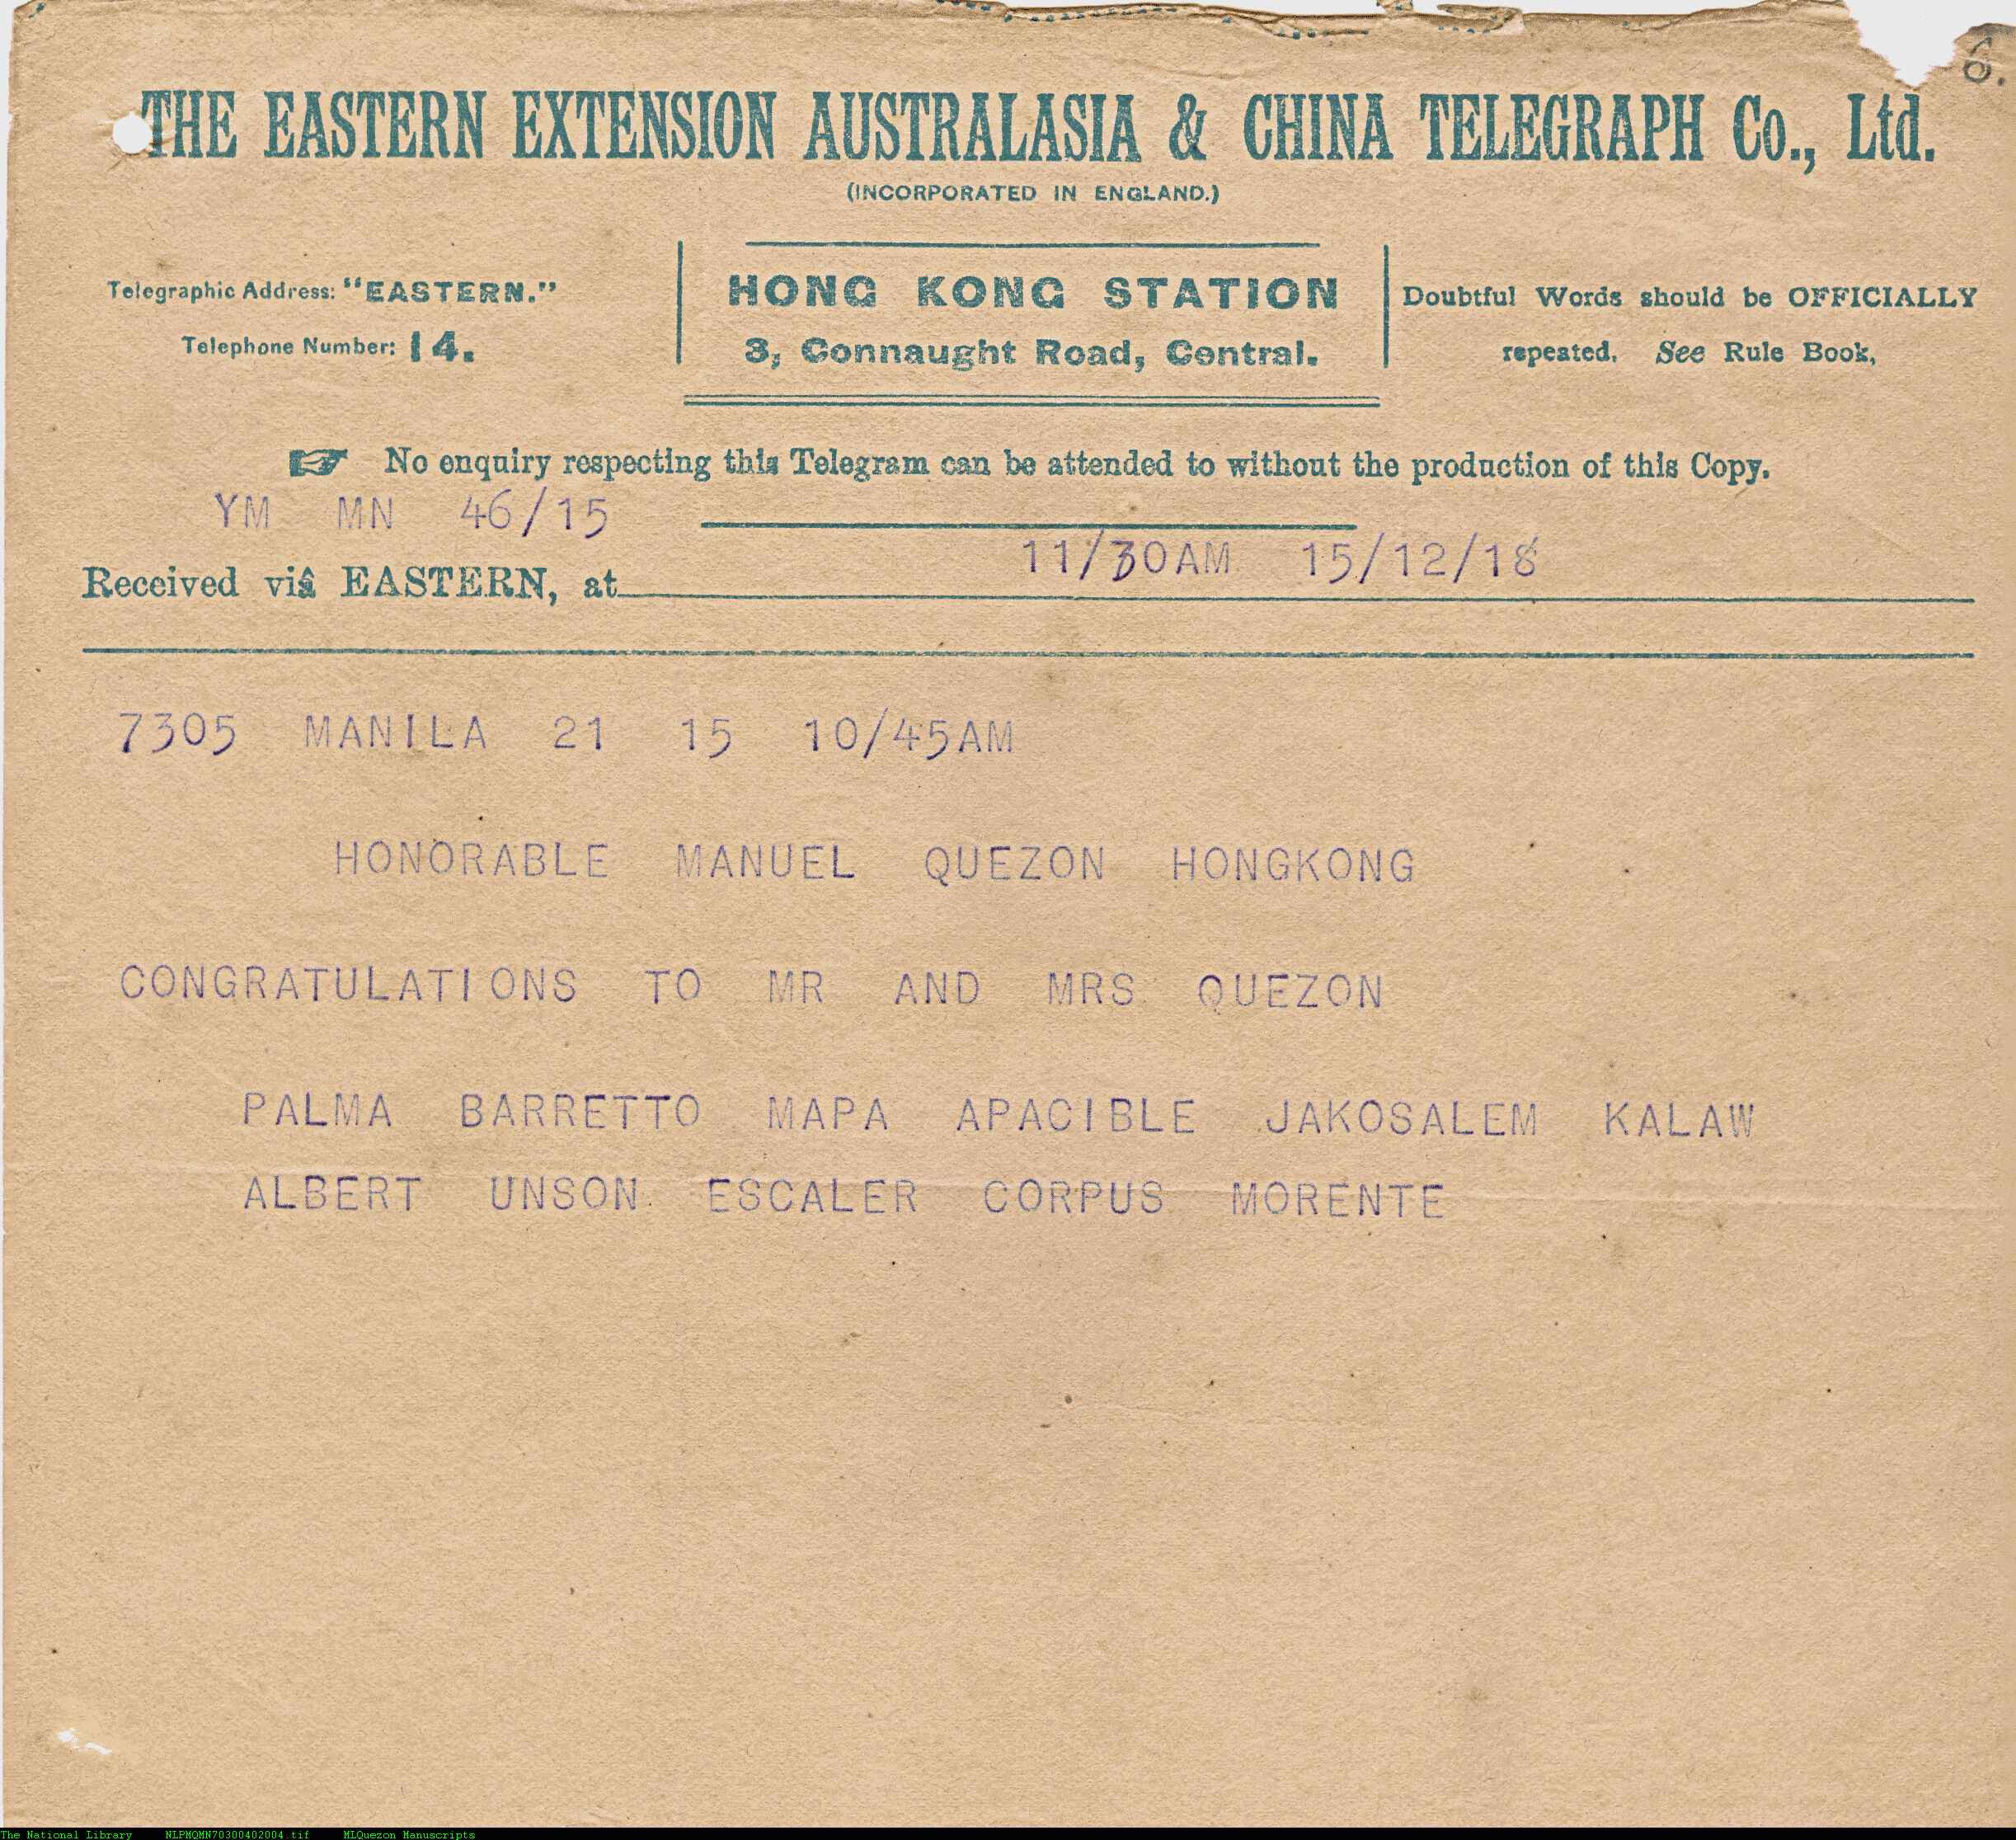 6.
THE EASTERN EXTENSION AUSTRALASIA & CHINA TELEGRAPH Co., Ltd.
(INCORPORATED IN ENGLAND.)
Telegraphic Address: "EASTERN."
Telephone Number: 14.
HONG KONG STATION
3, Connaught Road, Central.
Doubtful Words should be OFFICIALLY
repeated. See Rule Book,
☞ No enquiry respecting this Telegram can be attended to without the production of this Copy.
YM MN 46/15
11/30AM 15/12/18
Received viâ EASTERN, at
7305 MANILA 21 15 10/45AM
HONORABLE MANUEL QUEZON HONGKONG
CONGRATULATIONS TO MR AND MRS QUEZON
PALMA BARRETTO MAPA APACIBLE JAKOSALEM KALAW
ALBERT UNSON ESCALER CORPUS MORENTE
The National Library NLPMQMN70300402004.tif MLQuezon Manuscripts